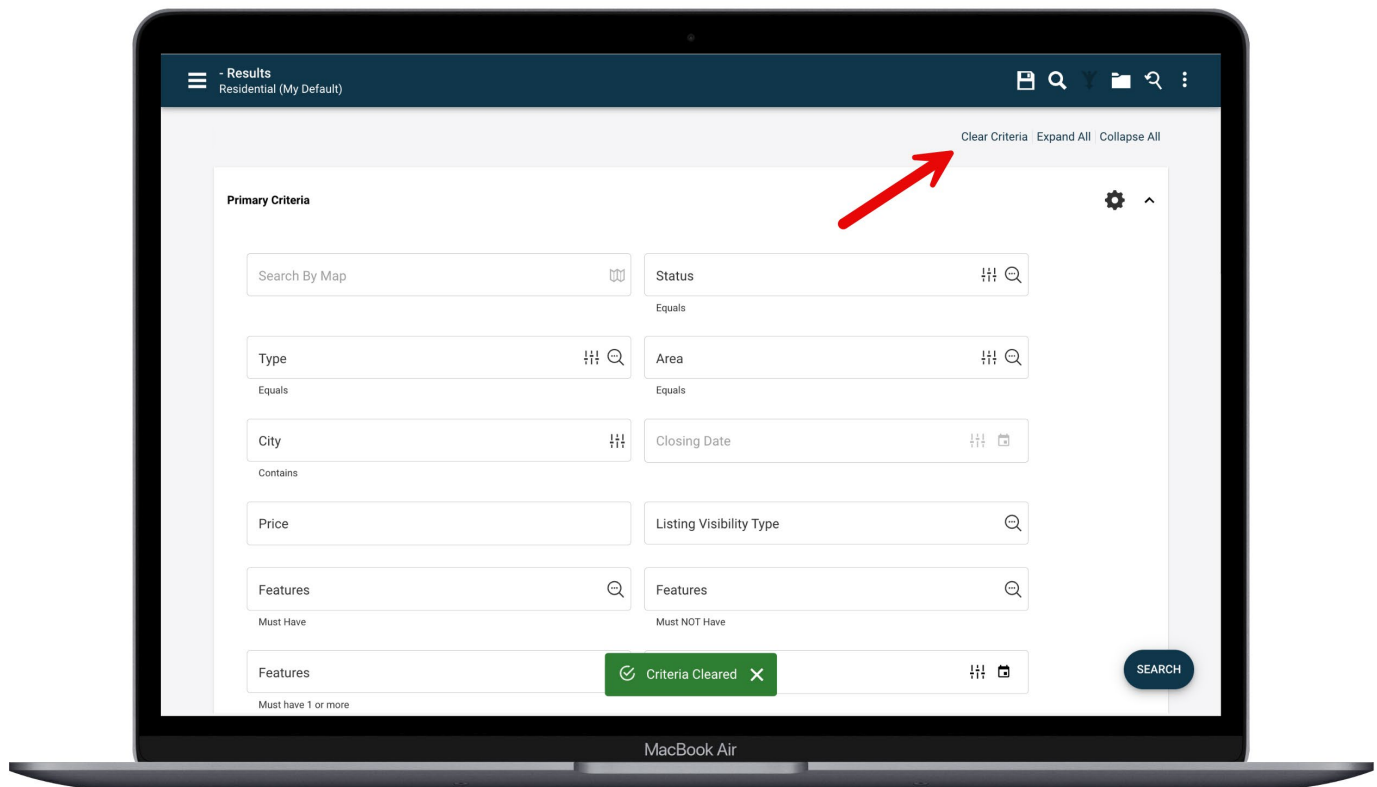 - Results
Residential (My Default)
Clear Criteria Expand All Collapse All
Primary Criteria
Search By Map
Status
Equals
Type
Area
Equals
Equals
City
Closing Date
Contains
Price
Listing Visibility Type
Features
Features
Must Have
Must NOT Have
Features
Criteria Cleared
SEARCH
Must have 1 or more
MacBook Air